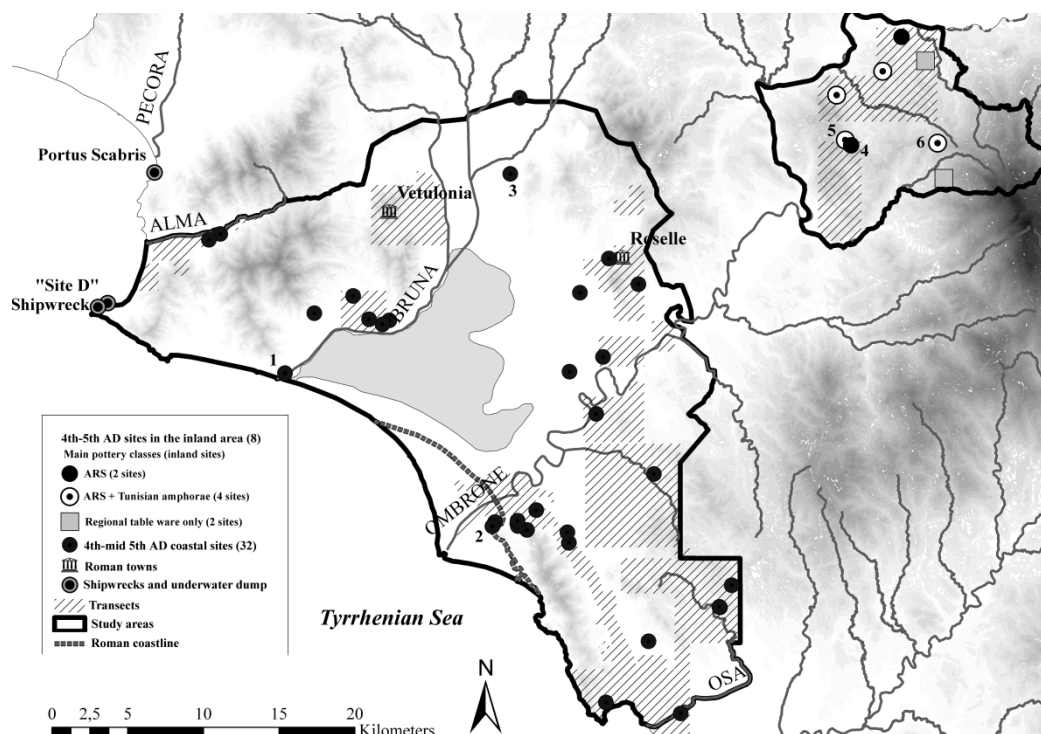 PECORA
Portus Scabris
5
4
6
3
Vetulonia
ALMA
Roselle
BRUNA
"Site D"
Shipwreck
1
4th-5th AD sites in the inland area (8)
Main pottery classes (inland sites)
ARS (2 sites)
ARS + Tunisian amphorae (4 sites)
Regional table ware only (2 sites)
4th-mid 5th AD coastal sites (32)
Roman towns
Shipwrecks and underwater dump
Transects
Study areas
Roman coastline
OMBRONE
2
Tyrrhenian Sea
N
OSA
0 2,5 5 10 15 20
Kilometers